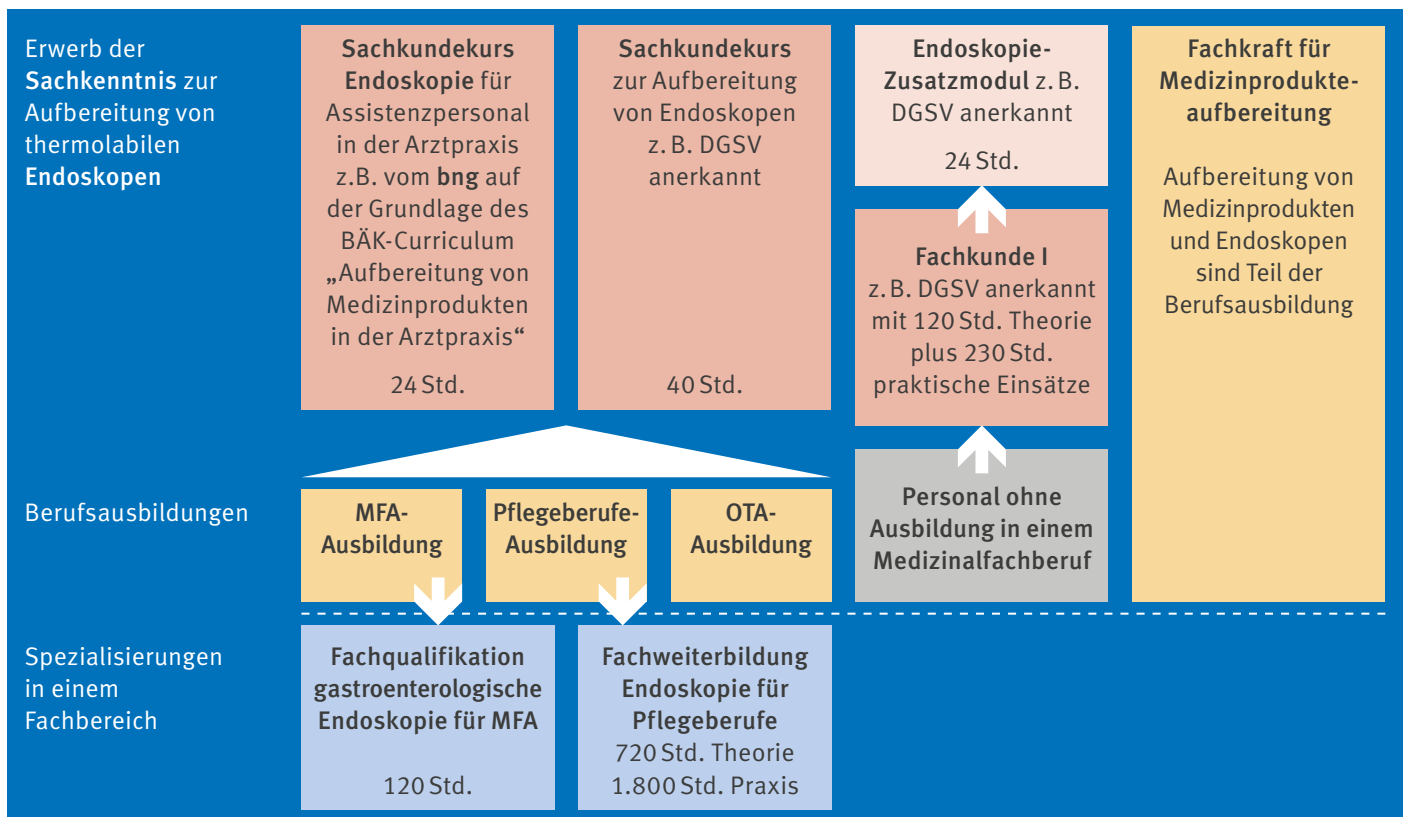 Erwerb der
Sachkenntnis zur
Aufbereitung von
thermolabilen
Endoskopen
Sachkundekurs
Endoskopie für
Assistenzpersonal
in der Arztpraxis
z.B. vom bng auf
der Grundlage des
BÄK-Curriculum
„Aufbereitung von
Medizinprodukten
in der Arztpraxis“
24 Std.
Sachkundekurs
zur Aufbereitung
von Endoskopen
z. B. DGSV
anerkannt
40 Std.
Endoskopie-
Zusatzmodul z. B.
DGSV anerkannt
24 Std.
Fachkunde I
z. B. DGSV anerkannt
mit 120 Std. Theorie
plus 230 Std.
praktische Einsätze
Fachkraft für
Medizinprodukte-
aufbereitung
Aufbereitung von
Medizinprodukten
und Endoskopen
sind Teil der
Berufsausbildung
Berufsausbildungen
MFA-
Ausbildung
Pflegeberufe-
Ausbildung
OTA-
Ausbildung
Personal ohne
Ausbildung in einem
Medizinalfachberuf
Spezialisierungen
in einem
Fachbereich
Fachqualifikation
gastroenterologische
Endoskopie für MFA
120 Std.
Fachweiterbildung
Endoskopie für
Pflegeberufe
720 Std. Theorie
1.800 Std. Praxis